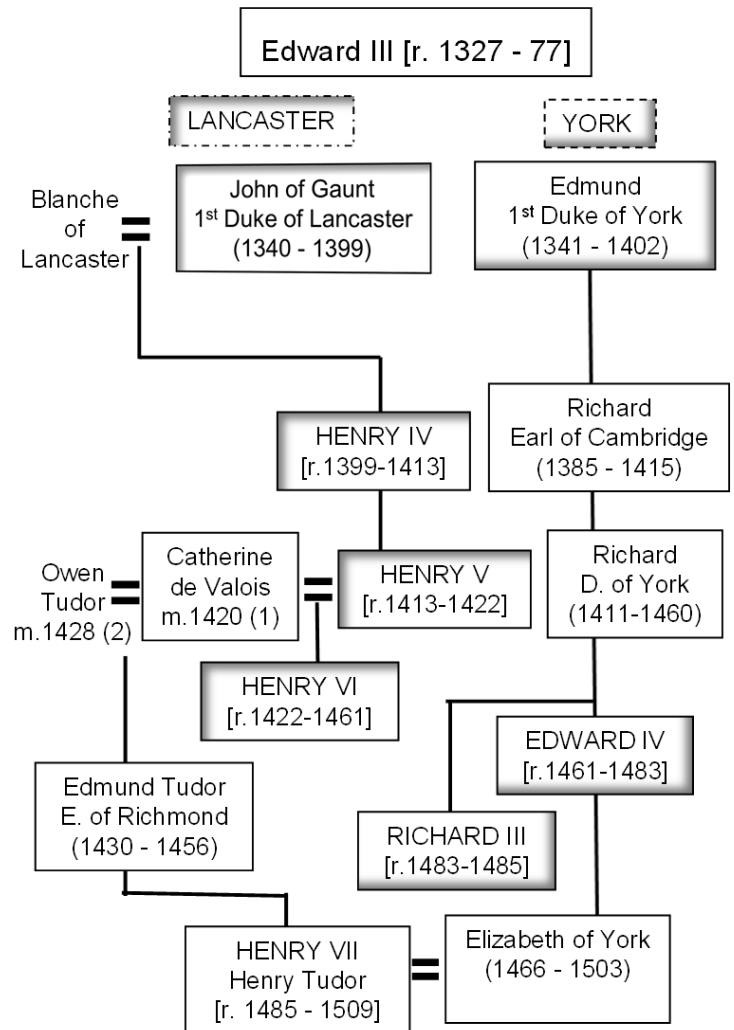 Edward III [r. 1327 - 77]
LANCASTER
YORK
Blanche
of
Lancaster
=
John of Gaunt
1st Duke of Lancaster
(1340 - 1399)
Edmund
1st Duke of York
(1341 - 1402)
HENRY IV
[r.1399-1413]
Richard
Earl of Cambridge
(1385 - 1415)
Owen
Tudor
m.1428 (2)
=
Catherine
de Valois
m.1420 (1)
=
HENRY V
[r.1413-1422]
Richard
D. of York
(1411-1460)
HENRY VI
[r.1422-1461]
EDWARD IV
[r.1461-1483]
Edmund Tudor
E. of Richmond
(1430 - 1456)
RICHARD III
[r.1483-1485]
HENRY VII
Henry Tudor
[r. 1485 - 1509]
=
Elizabeth of York
(1466 - 1503)